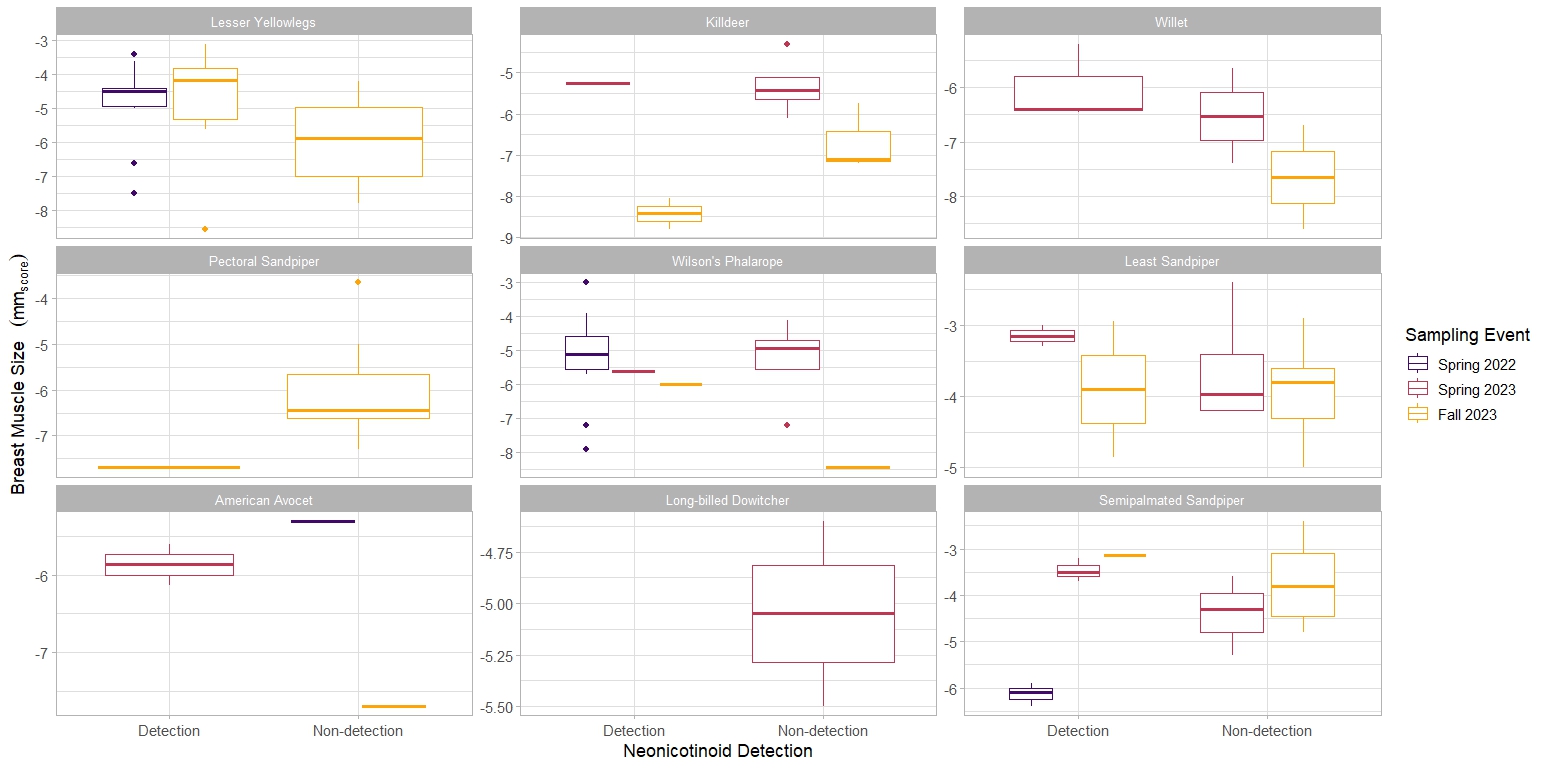 Lesser Yellowlegs
Killdeer
Willet
-3
-4
-5
-6
-7
-8
-5
-6
-7
-8
-9
-6
-7
-8
Pectoral Sandpiper
Wilson's Phalarope
Least Sandpiper
-4
-5
-6
-7
-3
-4
-5
-6
-7
-8
-3
-4
-5
American Avocet
Long-billed Dowitcher
Semipalmated Sandpiper
-6
-7
-4.75
-5.00
-5.25
-5.50
-3
-4
-5
-6
Detection
Non-detection
Detection
Non-detection
Detection
Non-detection
Neonicotinoid Detection
Breast Muscle Size (mmscore)
Sampling Event
Spring 2022
Spring 2023
Fall 2023